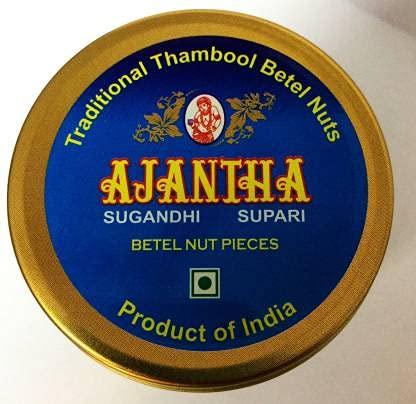 Traditional Thambool Betel Nuts
AJANTHA
SUGANDHI SUPARI
BETEL NUT PIECES
Product of India